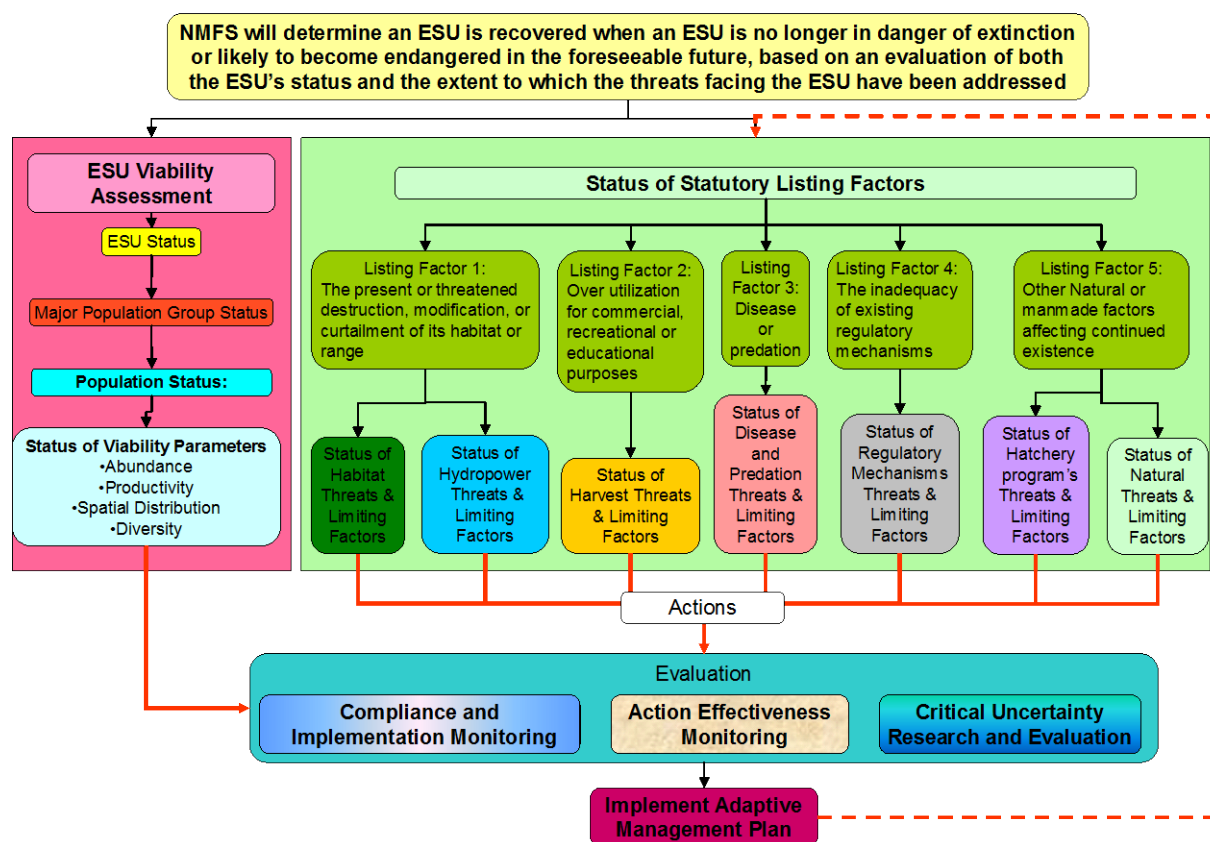 NMFS will determine an ESU is recovered when an ESU is no longer in danger of extinction
or likely to become endangered in the foreseeable future, based on an evaluation of both
the ESU's status and the extent to which the threats facing the ESU have been addressed
ESU Viability
Assessment
ESU Status
Major Population Group Status
Population Status:
Status of Viability Parameters
•Abundance
•Productivity
•Spatial Distribution
•Diversity
Status of Statutory Listing Factors
Listing Factor 1:
The present or threatened
destruction, modification, or
curtailment of its habitat or
range
Listing Factor 2:
Over utilization
for commercial,
recreational or
educational
purposes
Listing
Factor 3:
Disease
or
predation
Listing Factor 4:
The inadequacy
of existing
regulatory
mechanisms
Listing Factor 5:
Other Natural or
manmade factors
affecting continued
existence
Status of
Habitat
Threats &
Limiting
Factors
Status of
Hydropower
Threats &
Limiting
Factors
Status of
Harvest Threats
& Limiting
Factors
Status of
Disease
and
Predation
Threats &
Limiting
Factors
Status of
Regulatory
Mechanisms
Threats &
Limiting
Factors
Status of
Hatchery
program's
Threats &
Limiting
Factors
Status of
Natural
Threats &
Limiting
Factors
Actions
Evaluation
Compliance and
Implementation Monitoring
Action Effectiveness
Monitoring
Critical Uncertainty
Research and Evaluation
Implement Adaptive
Management Plan